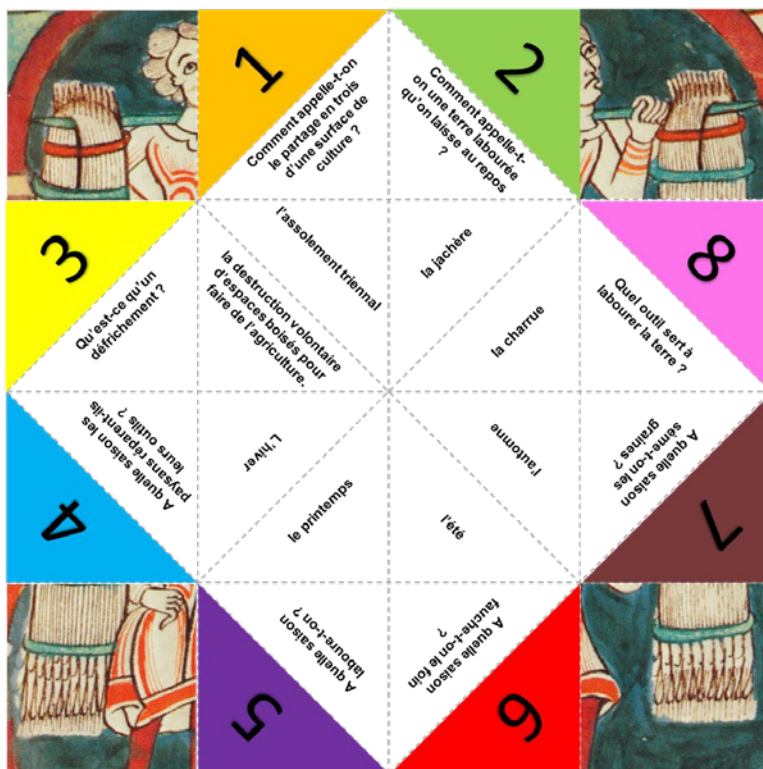 1
Comment appelle-t-on
le partage en trois
d'une surface de
culture ?
2
Comment appelle-t-
on une terre labourée
qu'on laisse au repos
?
3
Qu'est-ce qu'un
défrichement ?
l'assolement triennal
la destruction volontaire
d'espaces boisés pour
faire de l'agriculture.
la jachère
la charrue
8
Quel outil sert à
labourer la terre ?
4
A quelle saison les
paysans réparent-ils
leurs outils ?
L'hiver
le printemps
l'automne
l'été
7
A quelle saison
sème-t-on les
graines ?
5
A quelle saison
laboure-t-on ?
6
A quelle saison
fauche-t-on le foin
?